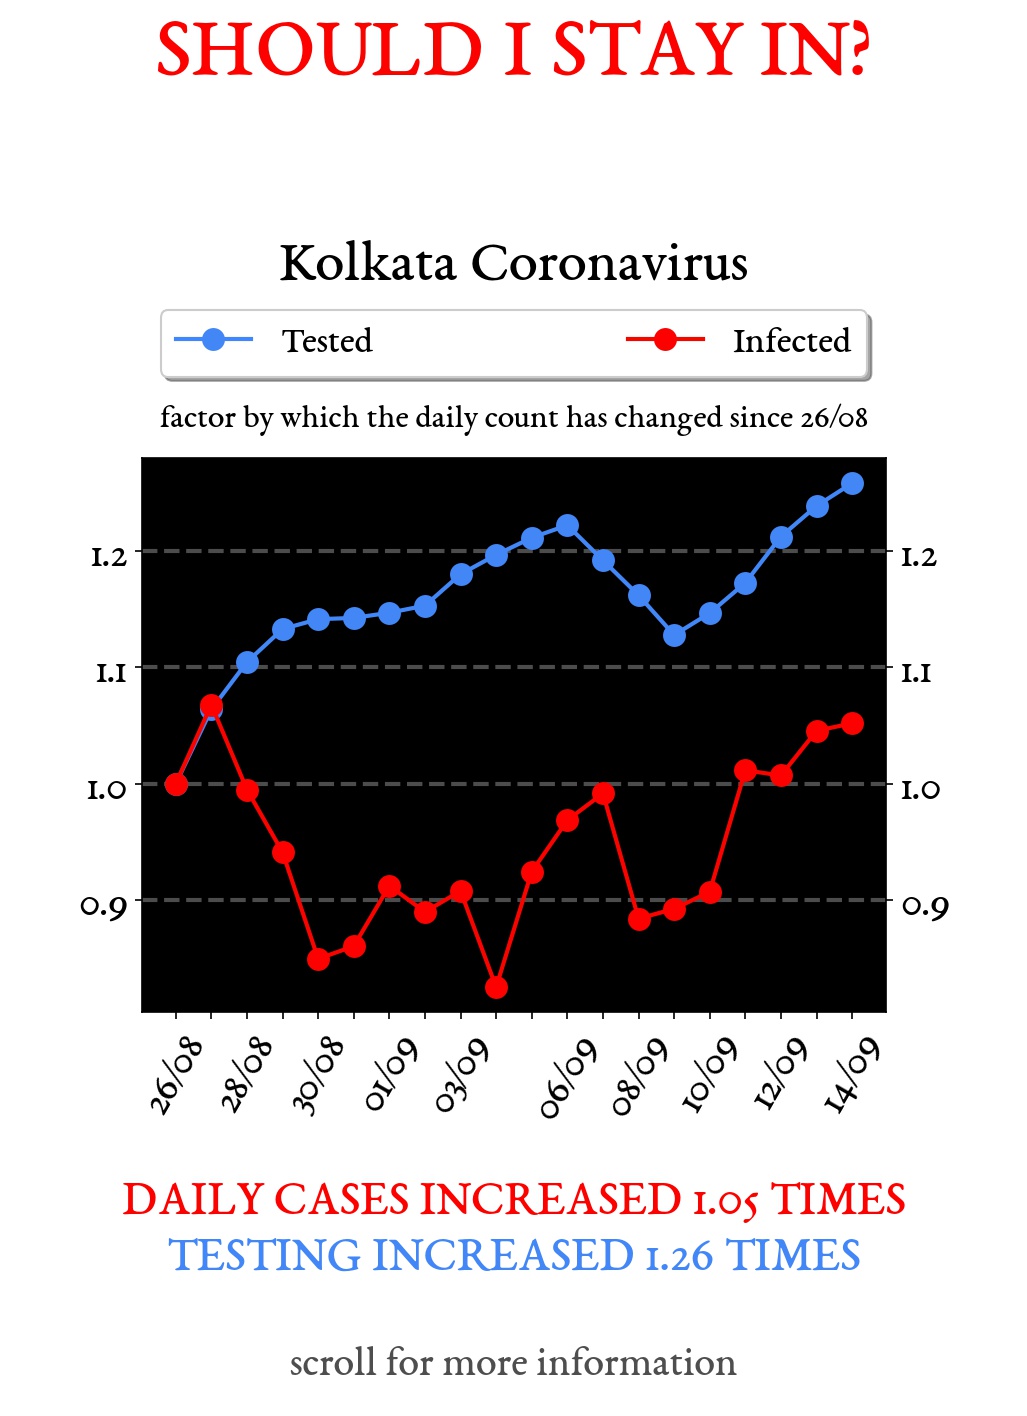 SHOULD I STAY IN?
Kolkata Coronavirus
Tested Infected
factor by which the daily count has changed since 26/08
1.2 1.2
1.1 1.1
1.0 1.0
0.9 0.9
26/08 28/08 30/08 01/09 03/09 06/09 08/09 10/09 12/09 14/09
DAILY CASES INCREASED 1.05 TIMES
TESTING INCREASED 1.26 TIMES
scroll for more information